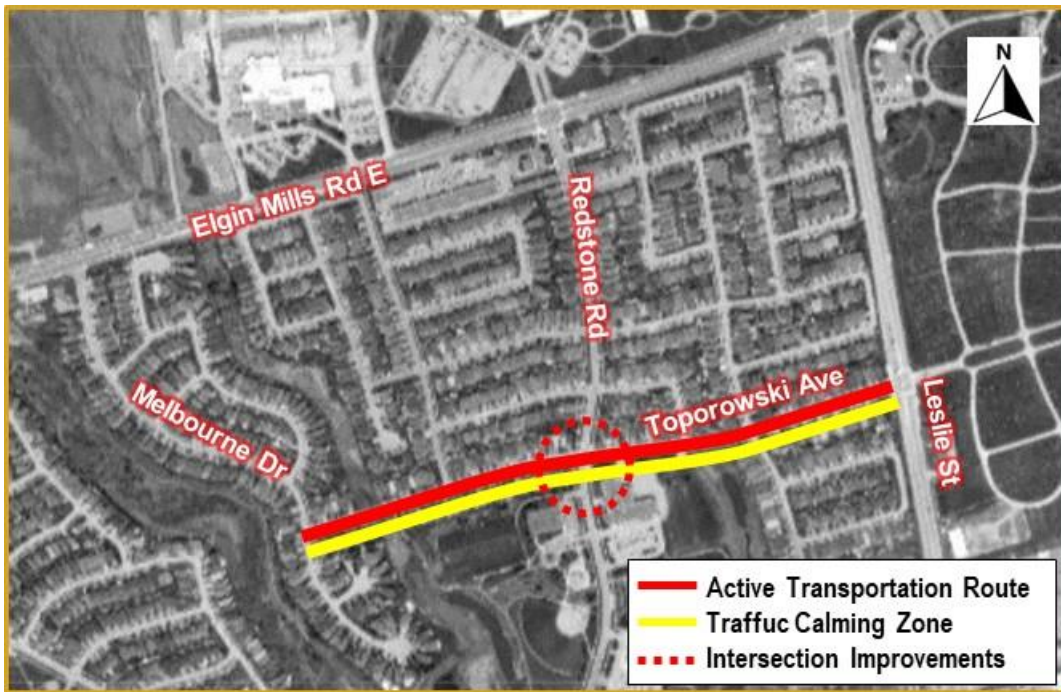 N
Elgin Mills Rd E
Redstone Rd
Melbourne Dr
Toporowski Ave
Leslie St
Active Transportation Route
Traffuc Calming Zone
Intersection Improvements